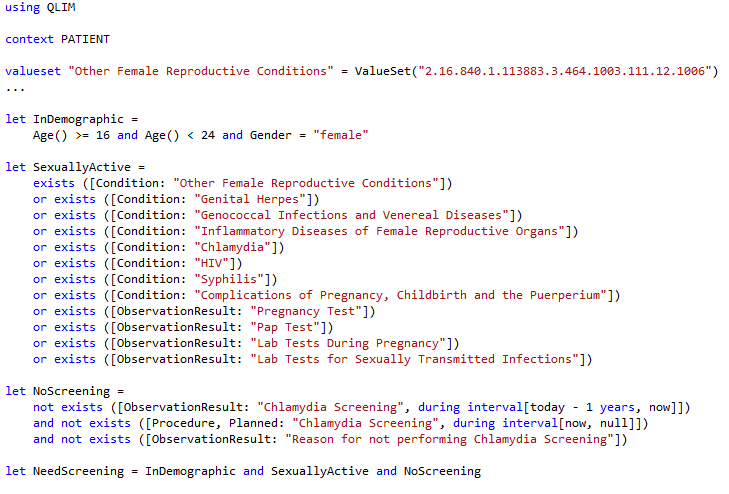 using QLIM
context PATIENT
valueset "Other Female Reproductive Conditions" = ValueSet("2.16.840.1.113883.3.464.1003.111.12.1006")
...
let InDemographic =
    Age() >= 16 and Age() < 24 and Gender = "female"
let SexuallyActive =
    exists ([Condition: "Other Female Reproductive Conditions"])
    or exists ([Condition: "Genital Herpes"])
    or exists ([Condition: "Genococcal Infections and Venereal Diseases"])
    or exists ([Condition: "Inflammatory Diseases of Female Reproductive Organs"])
    or exists ([Condition: "Chlamydia"])
    or exists ([Condition: "HIV"])
    or exists ([Condition: "Syphilis"])
    or exists ([Condition: "Complications of Pregnancy, Childbirth and the Puerperium"])
    or exists ([ObservationResult: "Pregnancy Test"])
    or exists ([ObservationResult: "Pap Test"])
    or exists ([ObservationResult: "Lab Tests During Pregnancy"])
    or exists ([ObservationResult: "Lab Tests for Sexually Transmitted Infections"])
let NoScreening =
    not exists ([ObservationResult: "Chlamydia Screening", during interval[today - 1 years, now]])
    and not exists ([Procedure, Planned: "Chlamydia Screening", during interval[now, null]])
    and not exists ([ObservationResult: "Reason for not performing Chlamydia Screening"])
let NeedScreening = InDemographic and SexuallyActive and NoScreening